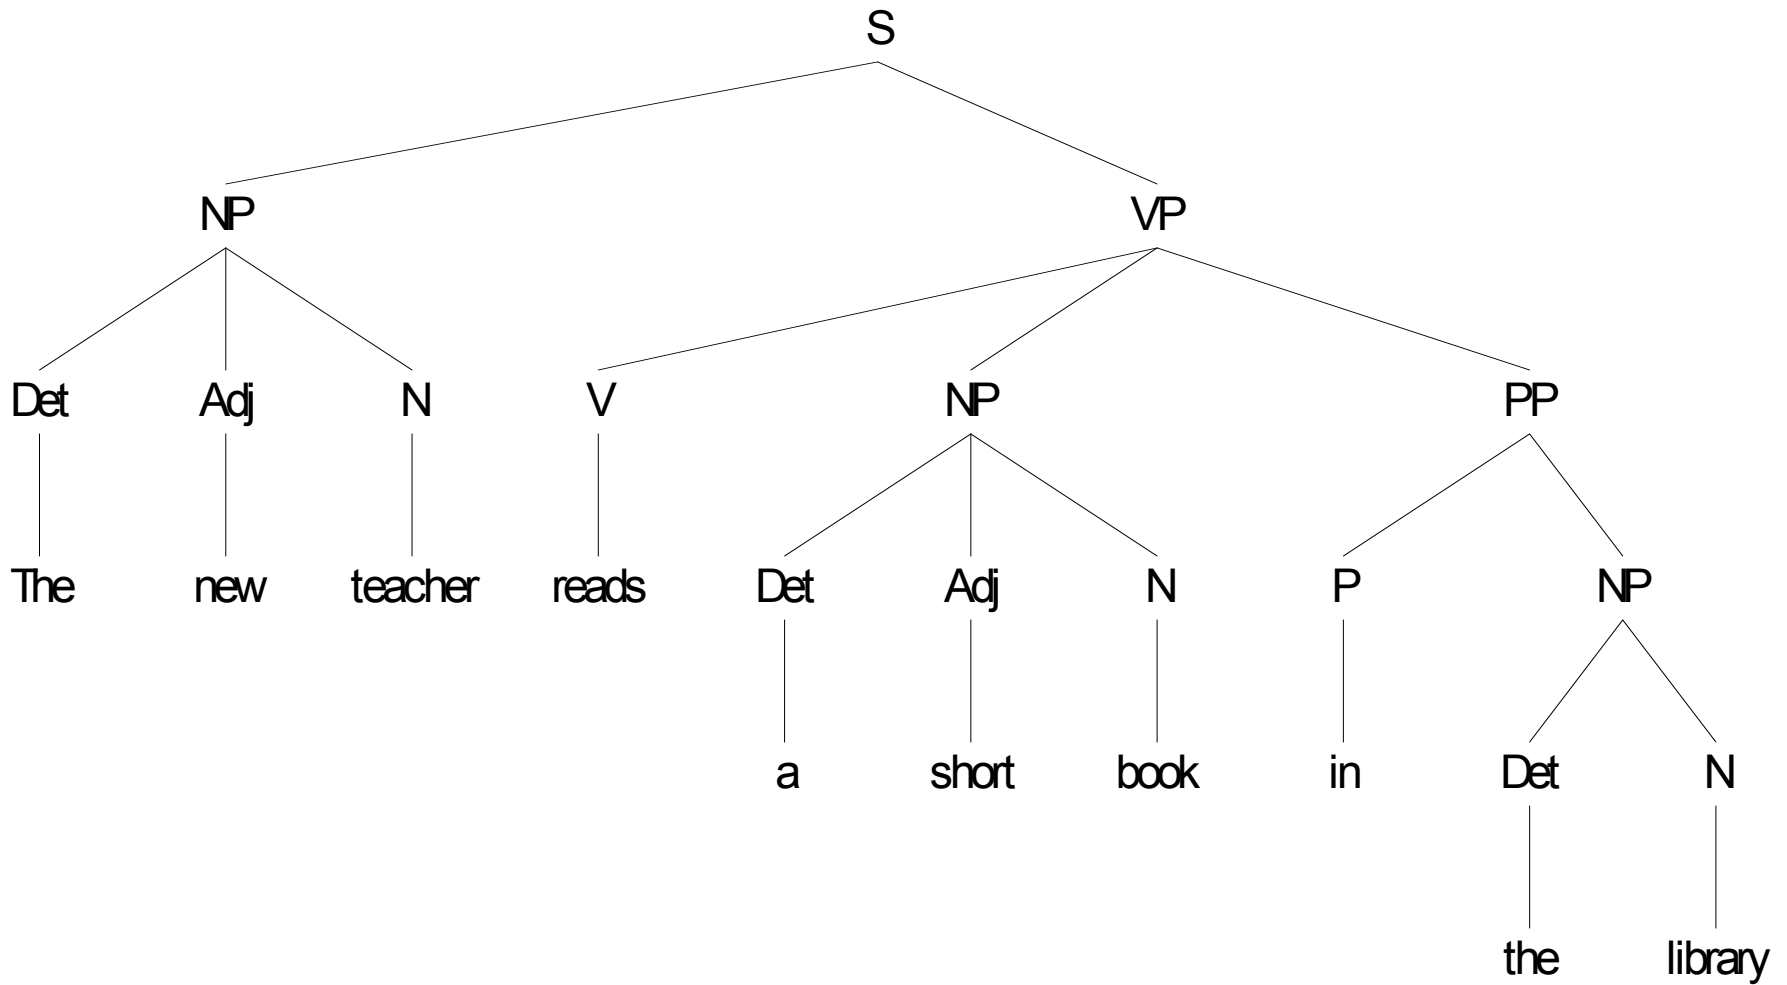 S
NP VP
Det Adj N V NP PP
The new teacher reads Det Adj N P NP
a short book in Det N
the library